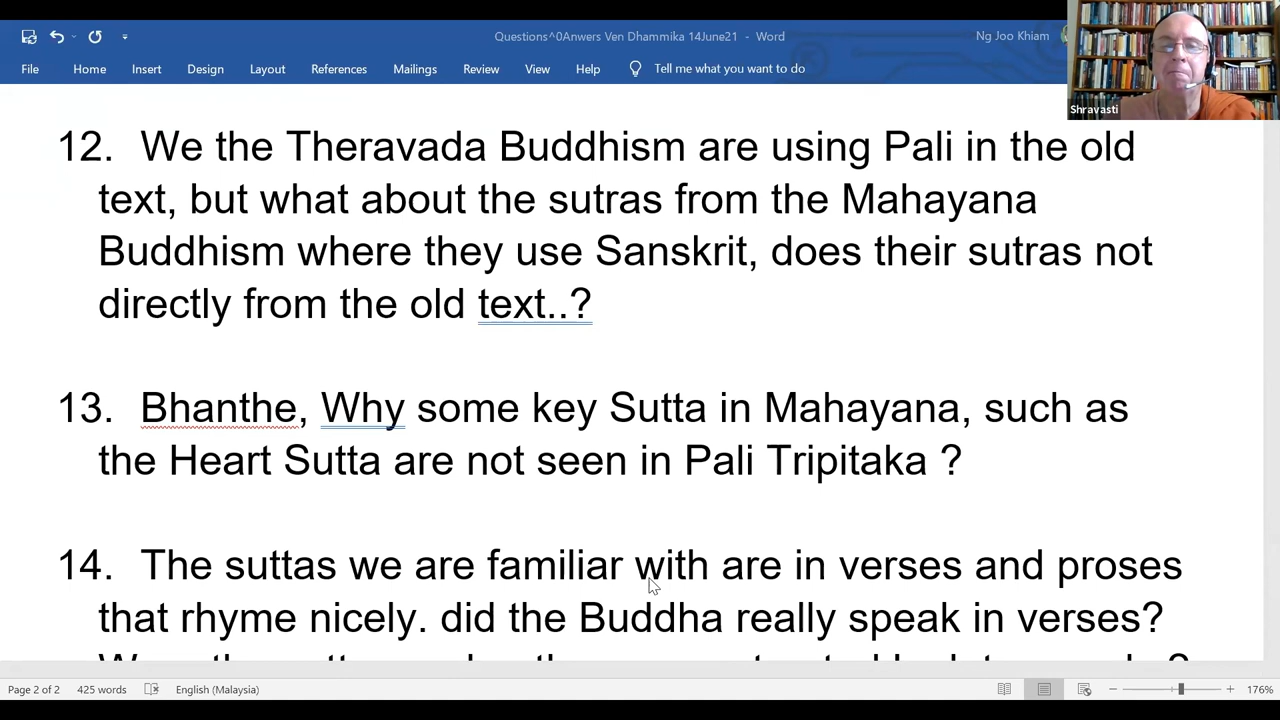 Questions^0Anwers Ven Dhammika 14June21 - Word
Ng Joo Khiam
File Home Insert Design Layout References Mailings Review View Help Tell me what you want to do
Shravasti
12. We the Theravada Buddhism are using Pali in the old
text, but what about the sutras from the Mahayana
Buddhism where they use Sanskrit, does their sutras not
directly from the old text..?
13. Bhanthe, Why some key Sutta in Mahayana, such as
the Heart Sutta are not seen in Pali Tripitaka ?
14. The suttas we are familiar with are in verses and proses
that rhyme nicely. did the Buddha really speak in verses?
Page 2 of 2 425 words English (Malaysia) 176%